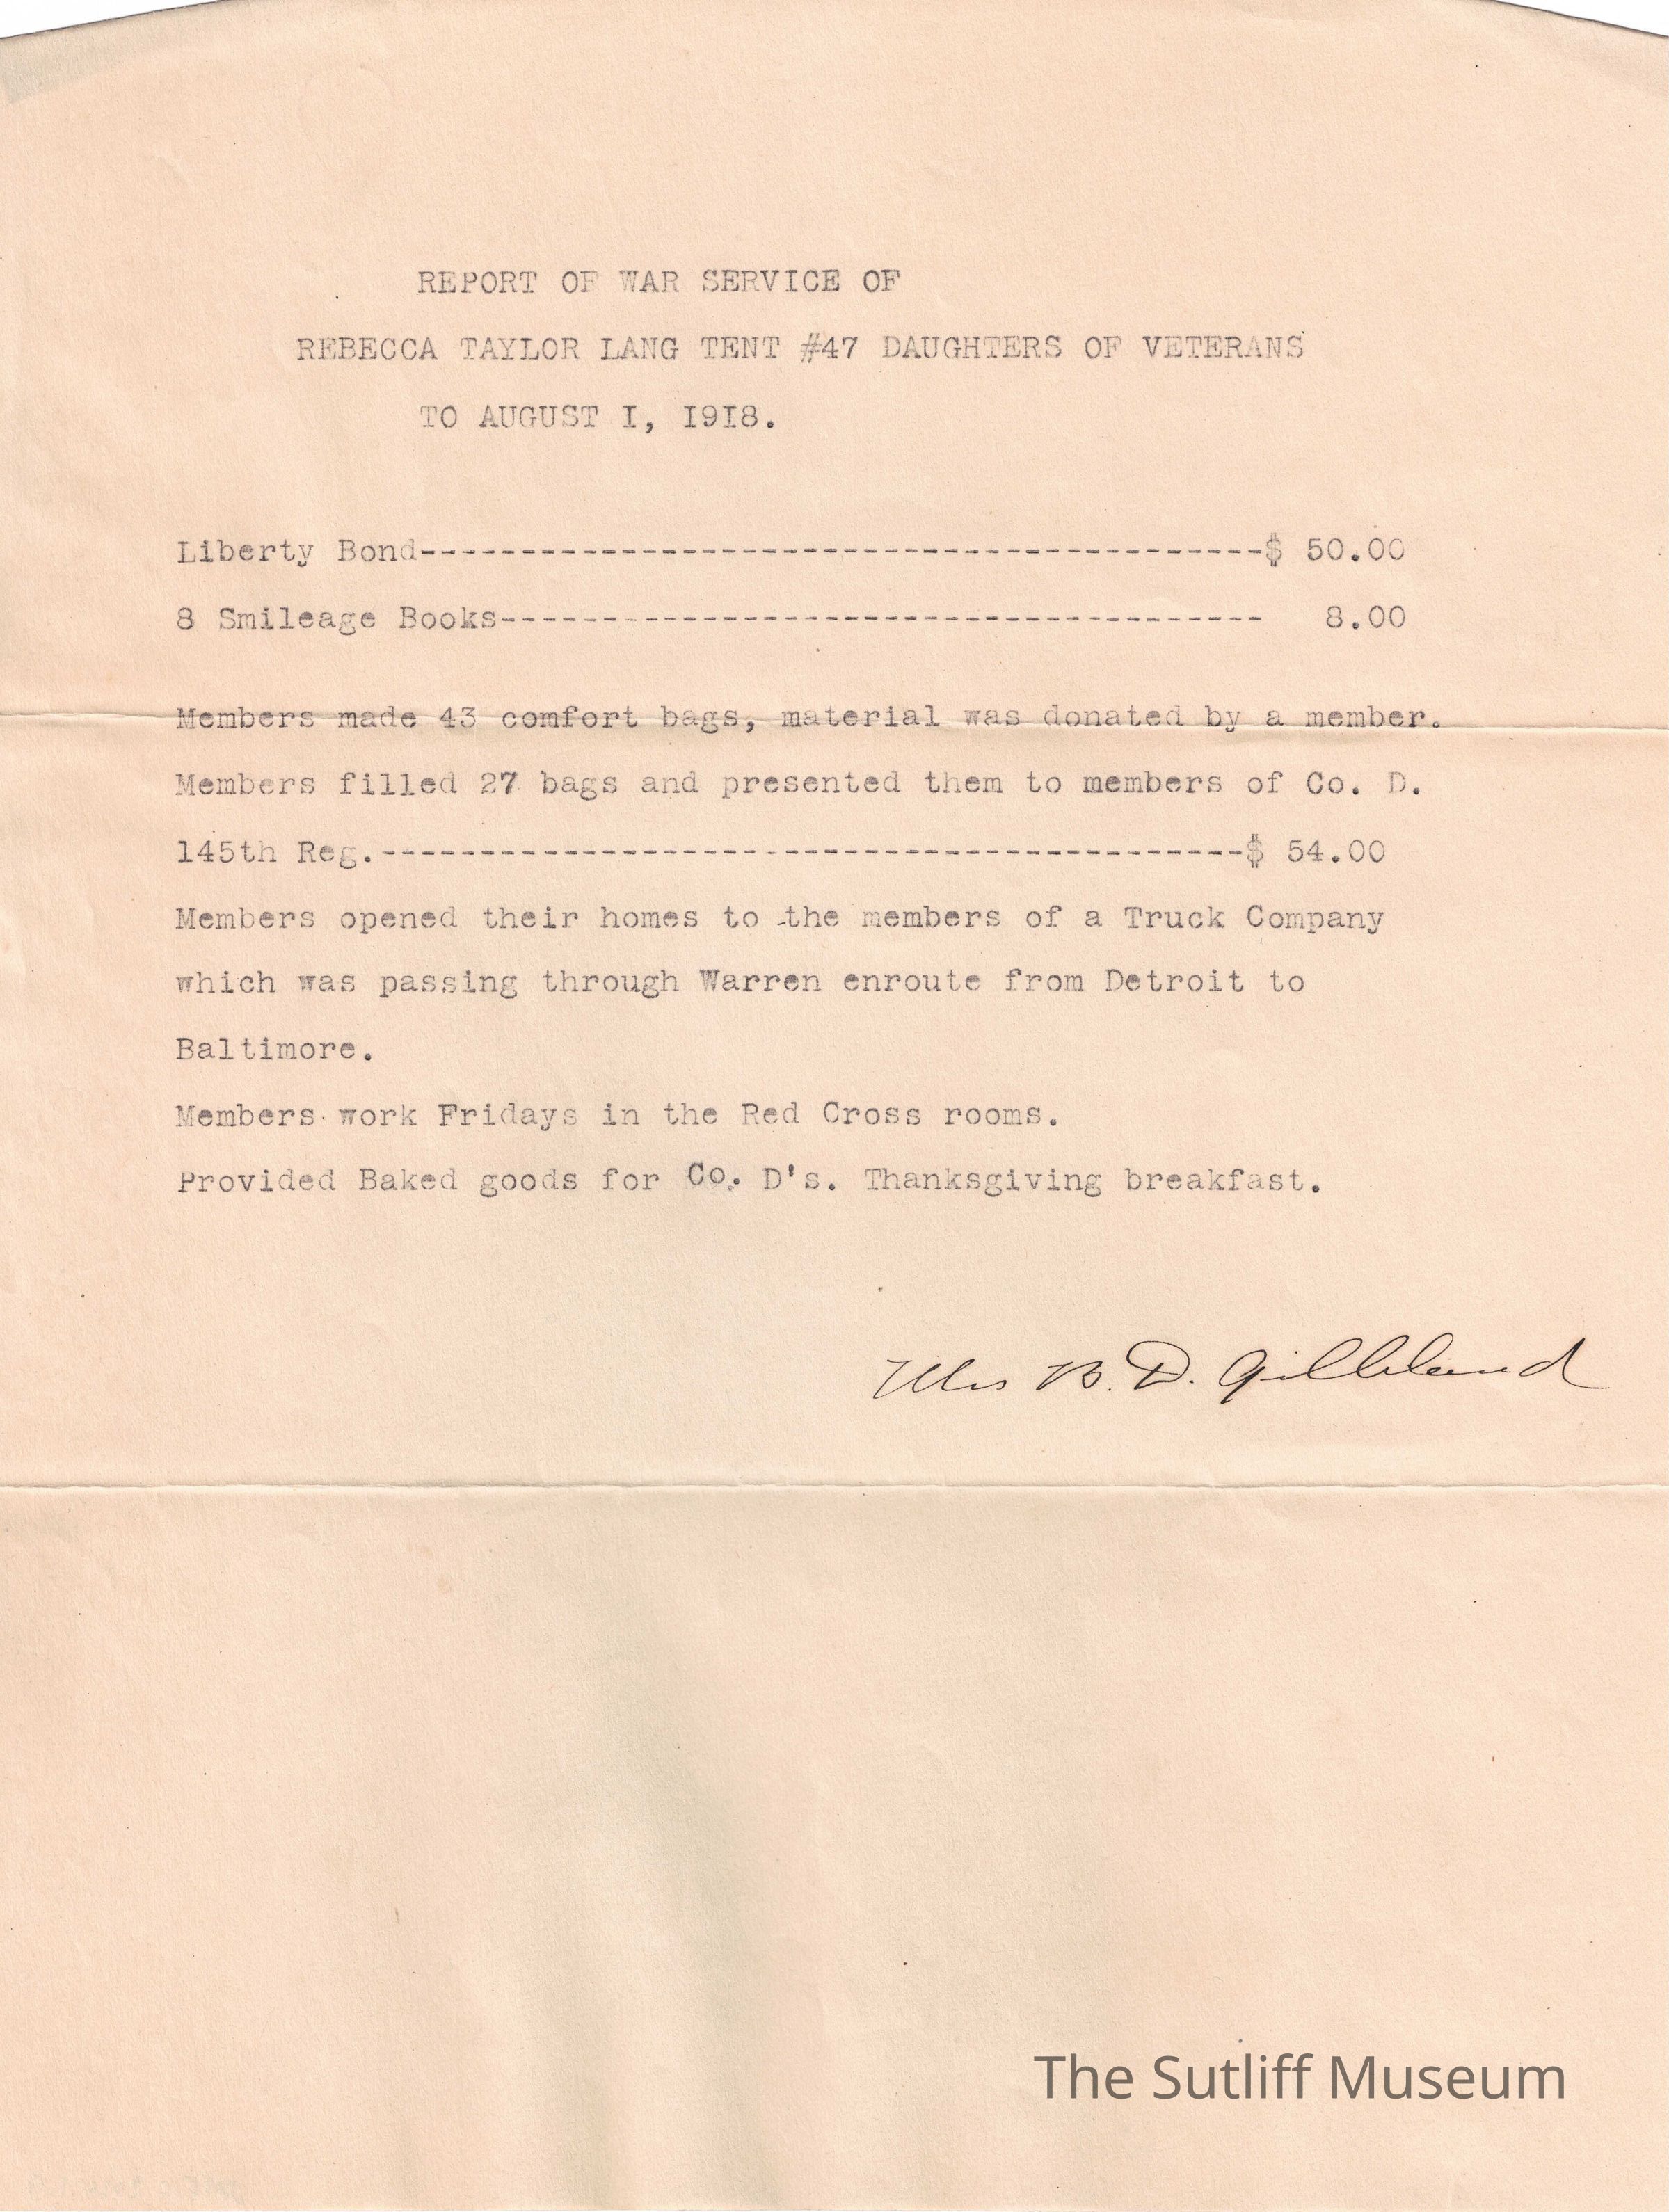 REPORT OF WAR SERVICE OF
REBECCA TAYLOR LANG TENT #47 DAUGHTERS OF VETERANS
TO AUGUST I, I9I8.
Liberty Bond-------------------------------------------$ 50.00
8 Smileage Books--------------------------------------- 8.00
Members made 43 comfort bags, material was donated by a member.
Members filled 27 bags and presented them to members of Co. D.
145th Reg.--------------------------------------------$ 54.00
Members opened their homes to the members of a Truck Company
which was passing through Warren enroute from Detroit to
Baltimore.
Members work Fridays in the Red Cross rooms.
Provided Baked goods for Co. D's. Thanksgiving breakfast.
Mrs B. D. Gilleland
The Sutliff Museum